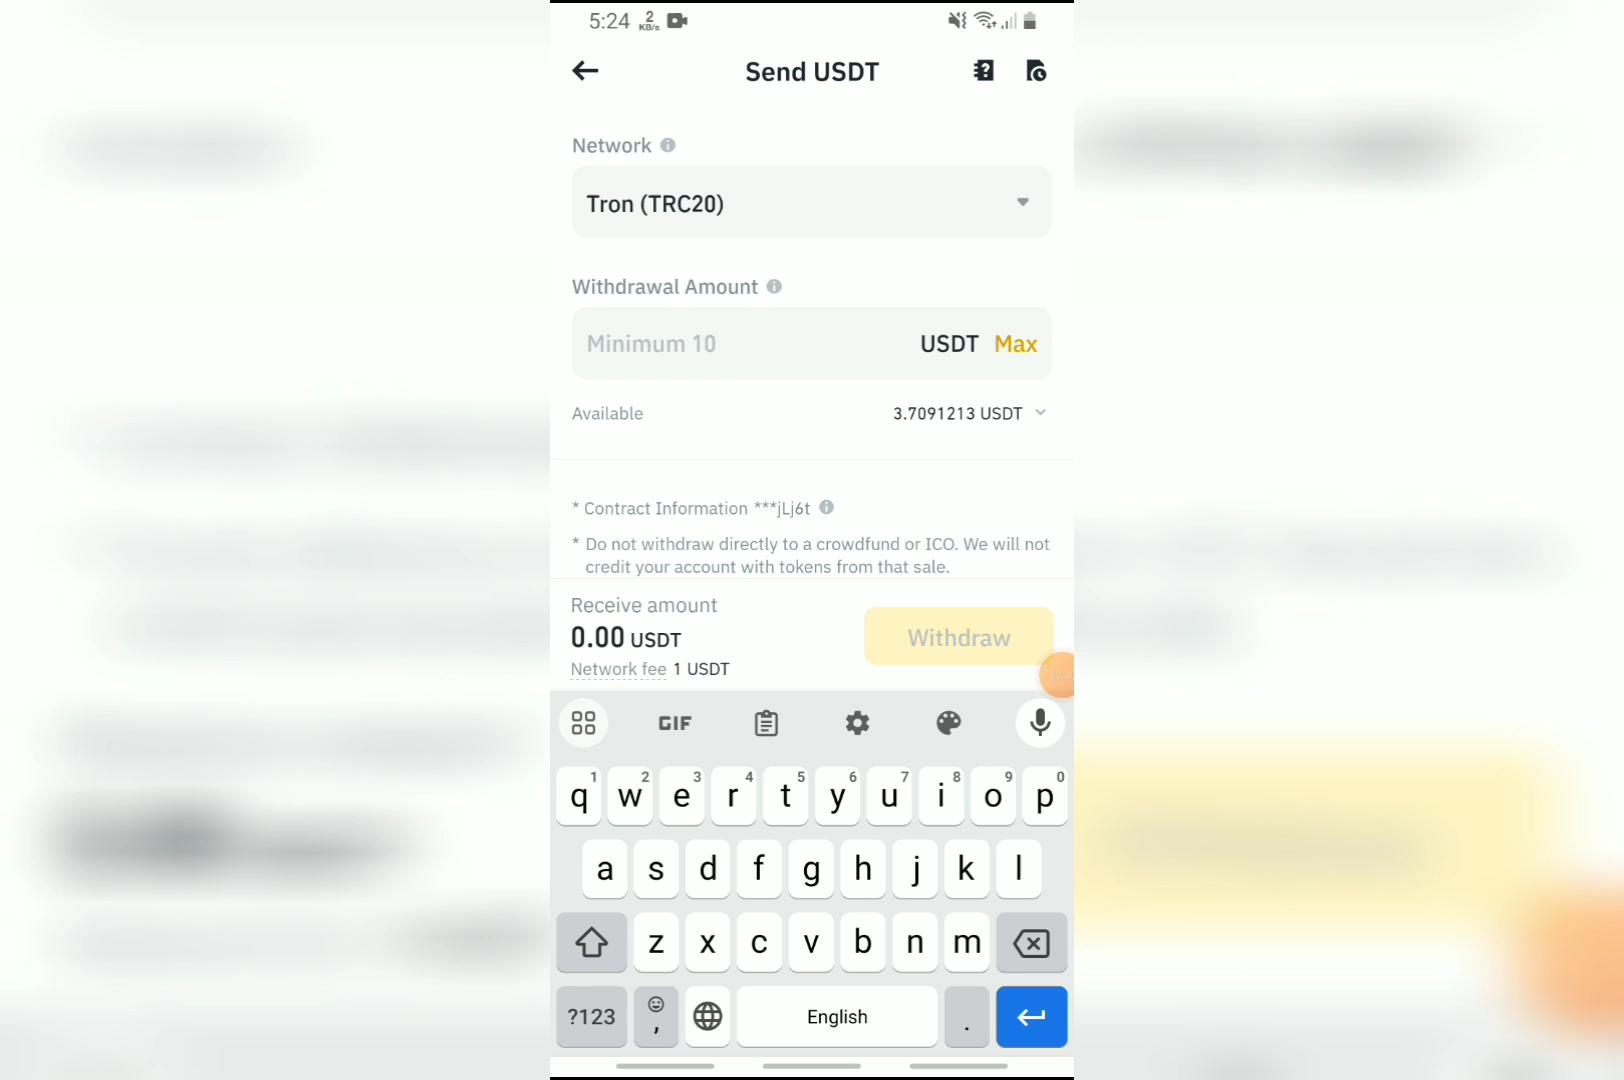 5:24 2 KB/s
Send USDT
Network
Tron (TRC20)
Withdrawal Amount
Minimum 10 USDT Max
Available 3.7091213 USDT
* Contract Information ***jLj6t
* Do not withdraw directly to a crowdfund or ICO. We will not
credit your account with tokens from that sale.
Receive amount
0.00 USDT
Withdraw
Network fee 1 USDT
GIF
1 2 3 4 5 6 7 8 9 0
q w e r t y u i o p
a s d f g h j k l
z x c v b n m
?123 , English .